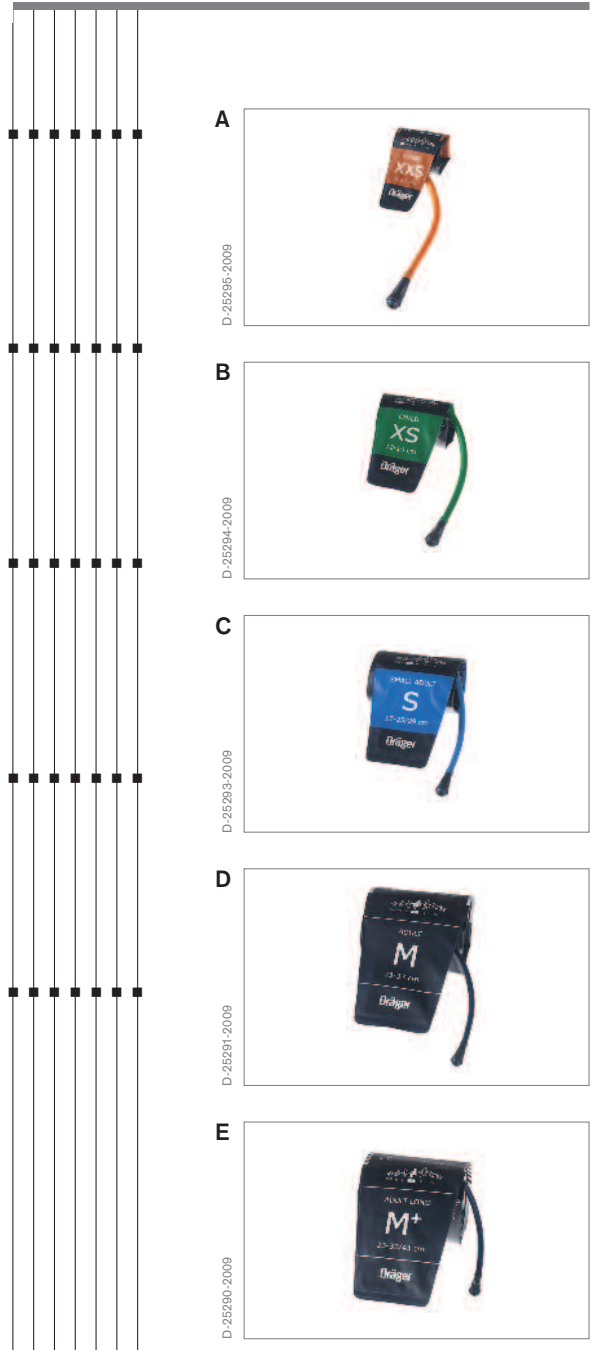 A
D-25295-2009
XXS
Dräger
B
D-25294-2009
CHILD
XS
Dräger
C
D-25293-2009
SMALL ADULT
S
Dräger
D
D-25291-2009
ADULT
M
Dräger
E
D-25290-2009
ADULT LONG
M+
Dräger